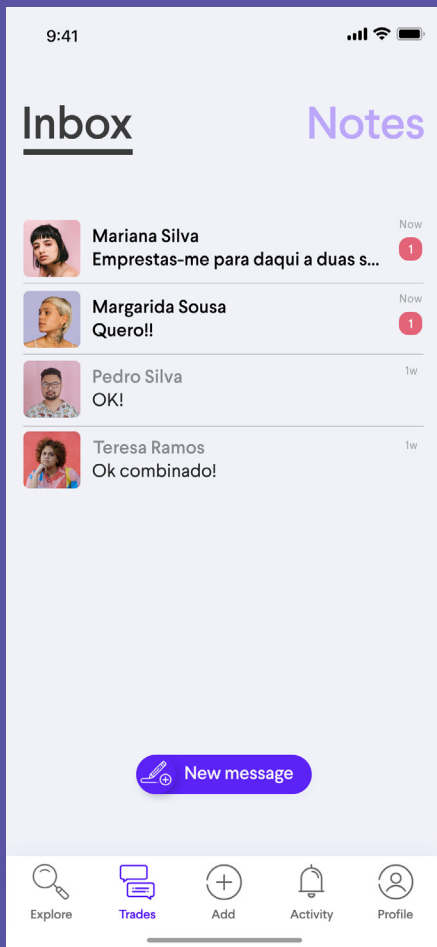 9:41
Inbox Notes
Now
Mariana Silva
Emprestas-me para daqui a duas s...
1
Now
Margarida Sousa
Quero!!
1
Pedro Silva 1w
OK!
Teresa Ramos 1w
Ok combinado!
New message
Explore Trades Add Activity Profile